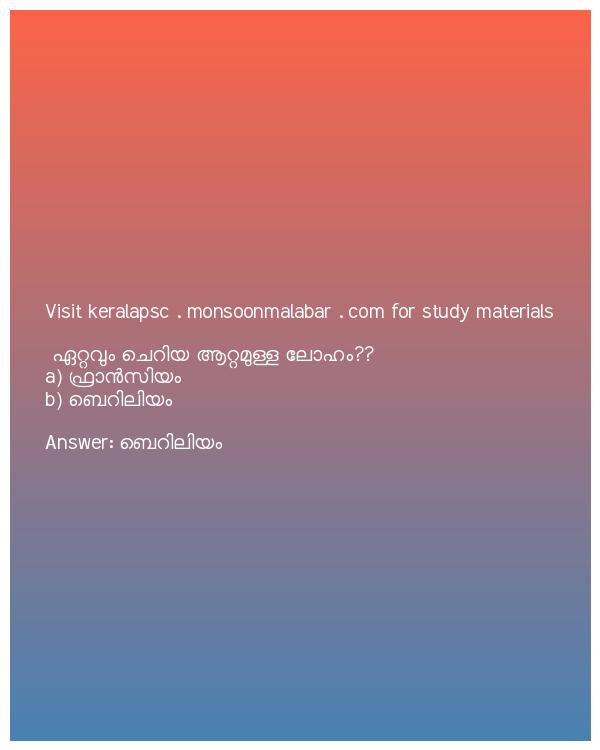 Visit keralapsc . monsoonmalabar . com for study materials
ഏറ്റവും ചെറിയ ആറ്റമുള്ള ലോഹം??
a) ഫ്രാൻസിയം
b) ബെറിലിയം
Answer: ബെറിലിയം